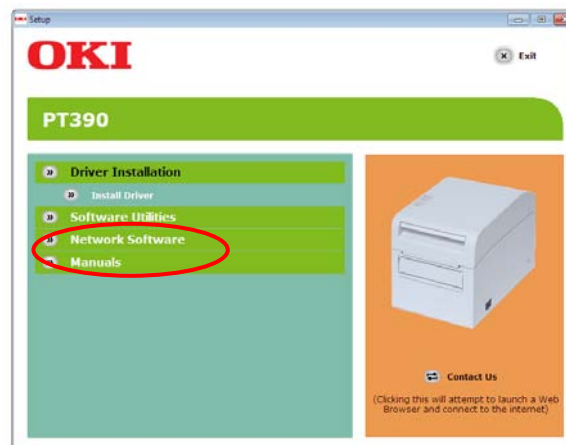 Setup
OKI
Exit
PT390
Driver Installation
Install Driver
Software Utilities
Network Software
Manuals
Contact Us
(Clicking this will attempt to launch a Web
Browser and connect to the internet)